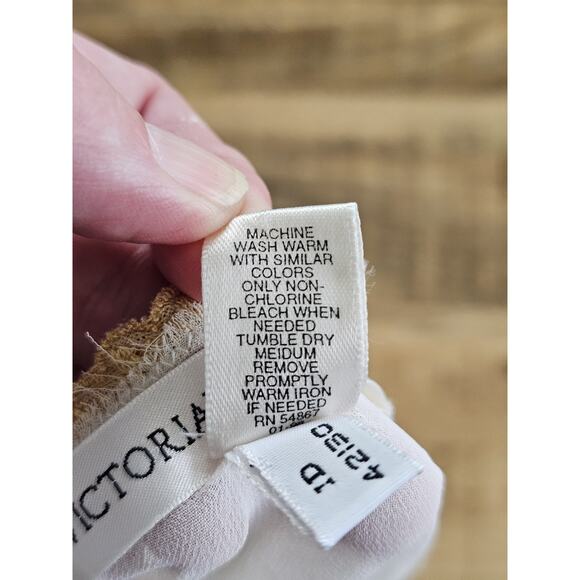 MACHINE
WASH WARM
WITH SIMILAR
COLORS
ONLY NON-
CHLORINE
BLEACH WHEN
NEEDED
TUMBLE DRY
MEIDUM
REMOVE
PROMPTLY
WARM IRON
IF NEEDED
RN 54867
VICTORIA
1D
42150